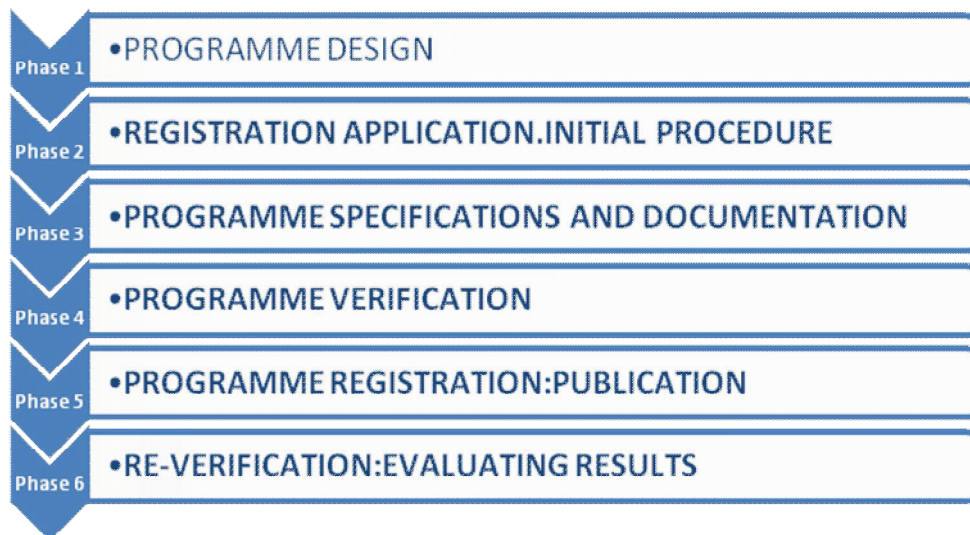 Phase 1
•PROGRAMME DESIGN
Phase 2
•REGISTRATION APPLICATION.INITIAL PROCEDURE
Phase 3
•PROGRAMME SPECIFICATIONS AND DOCUMENTATION
Phase 4
•PROGRAMME VERIFICATION
Phase 5
•PROGRAMME REGISTRATION:PUBLICATION
Phase 6
•RE-VERIFICATION:EVALUATING RESULTS